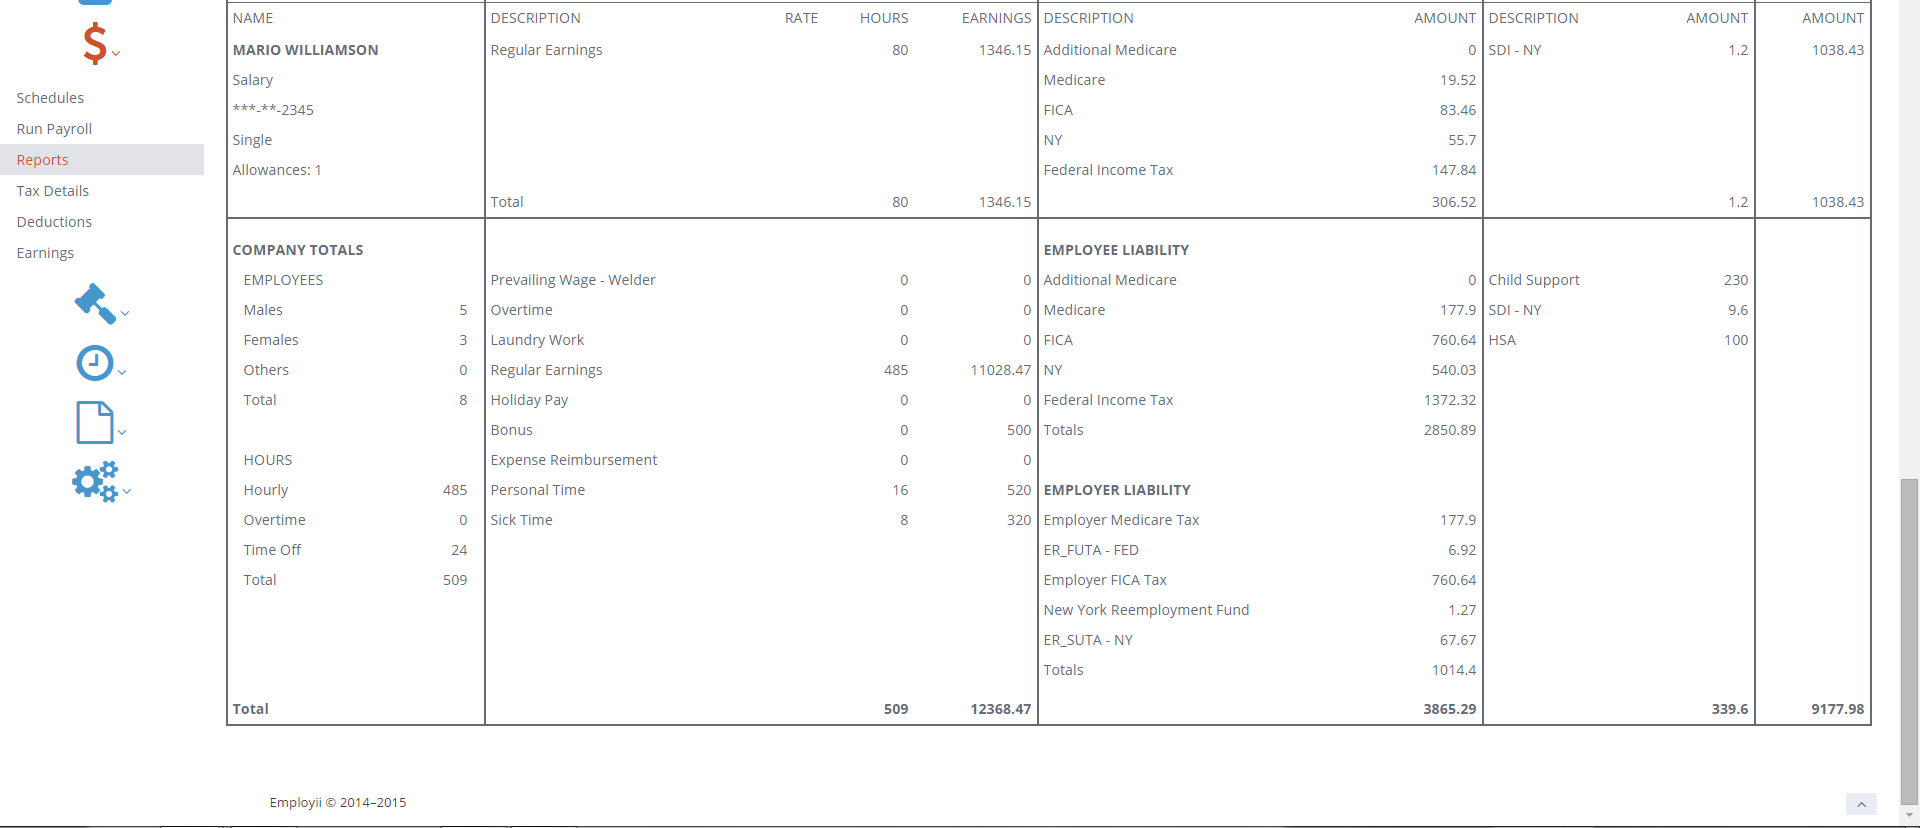 Schedules
Run Payroll
Reports
Tax Details
Deductions
Earnings
NAME DESCRIPTION RATE HOURS EARNINGS DESCRIPTION AMOUNT DESCRIPTION AMOUNT AMOUNT
MARIO WILLIAMSON Regular Earnings 80 1346.15 Additional Medicare 0 SDI - NY 1.2 1038.43
Salary Medicare 19.52
***-**-2345 FICA 83.46
Single NY 55.7
Allowances: 1 Federal Income Tax 147.84
Total 80 1346.15 306.52 1.2 1038.43
COMPANY TOTALS EMPLOYEE LIABILITY
EMPLOYEES Prevailing Wage - Welder 0 0 Additional Medicare 0 Child Support 230
Males 5 Overtime 0 0 Medicare 177.9 SDI - NY 9.6
Females 3 Laundry Work 0 0 FICA 760.64 HSA 100
Others 0 Regular Earnings 485 11028.47 NY 540.03
Total 8 Holiday Pay 0 0 Federal Income Tax 1372.32
Bonus 0 500 Totals 2850.89
HOURS Expense Reimbursement 0 0
Hourly 485 Personal Time 16 520 EMPLOYER LIABILITY
Overtime 0 Sick Time 8 320 Employer Medicare Tax 177.9
Time Off 24 ER_FUTA - FED 6.92
Total 509 Employer FICA Tax 760.64
New York Reemployment Fund 1.27
ER_SUTA - NY 67.67
Totals 1014.4
Total 509 12368.47 3865.29 339.6 9177.98
Employii © 2014–2015